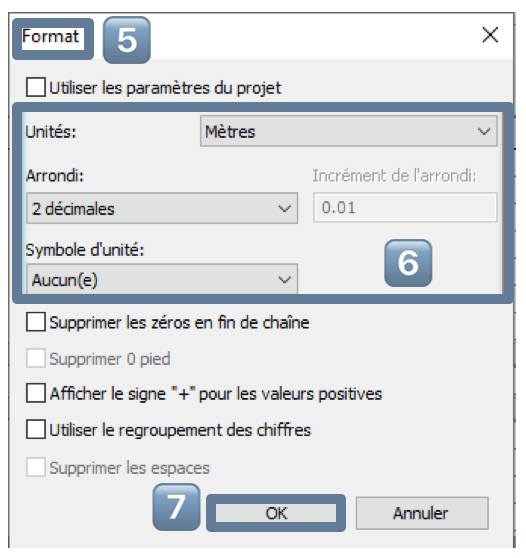 Format 5
Utiliser les paramètres du projet
Unités: Mètres
Arrondi: Incrément de l'arrondi:
2 décimales 0.01
Symbole d'unité:
Aucun(e) 6
Supprimer les zéros en fin de chaîne
Supprimer 0 pied
Afficher le signe "+" pour les valeurs positives
Utiliser le regroupement des chiffres
Supprimer les espaces
7 OK Annuler